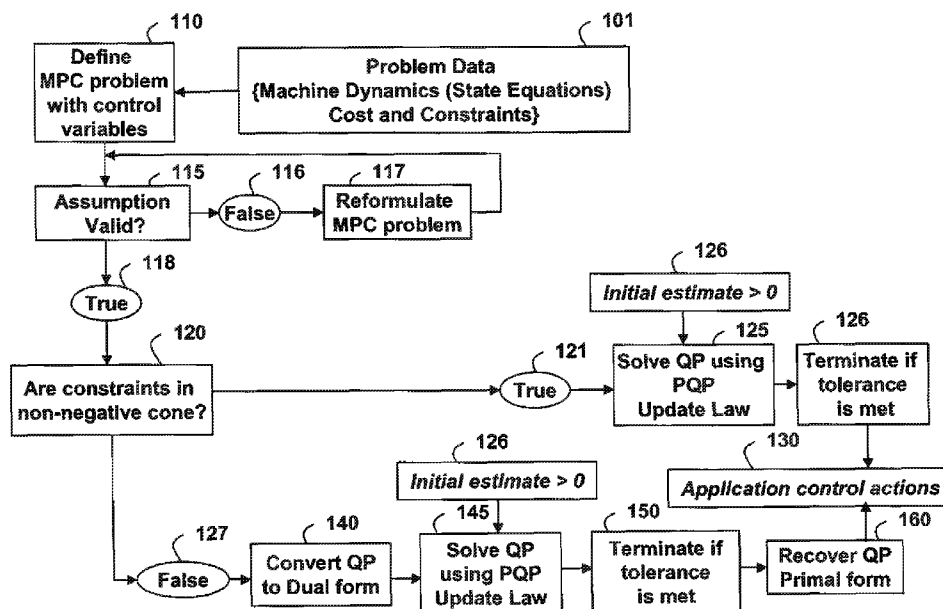 110
Define
MPC problem
with control
variables
101
Problem Data
{Machine Dynamics (State Equations)
Cost and Constraints}
115
Assumption
Valid?
116
False
117
Reformulate
MPC problem
118
True
120
Are constraints in
non-negative cone?
121
True
126
Initial estimate > 0
125
Solve QP using
PQP
Update Law
126
Terminate if
tolerance
is met
130
Application control actions
127
False
140
Convert QP
to Dual form
126
Initial estimate > 0
145
Solve QP
using PQP
Update Law
150
Terminate if
tolerance
is met
160
Recover QP
Primal form